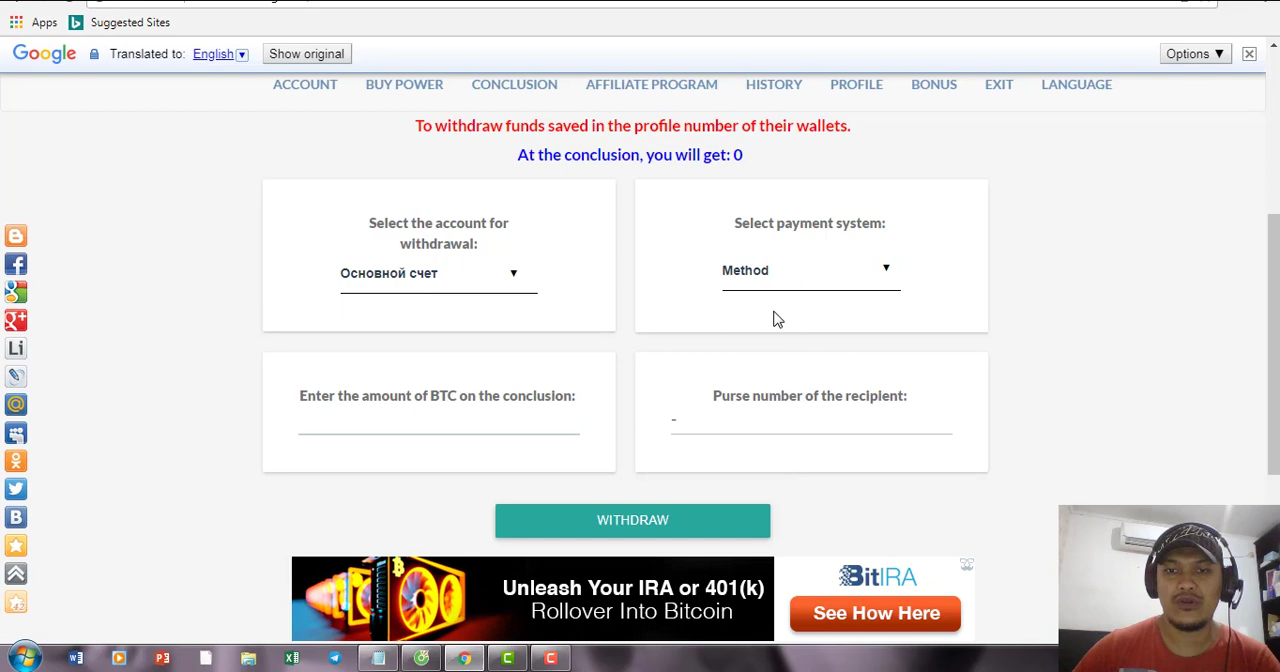 Apps Suggested Sites
Google Translated to: English Show original Options ▼
ACCOUNT BUY POWER CONCLUSION AFFILIATE PROGRAM HISTORY PROFILE BONUS EXIT LANGUAGE
To withdraw funds saved in the profile number of their wallets.
At the conclusion, you will get: 0
Select the account for
withdrawal:
Основной счет
Select payment system:
Method
Enter the amount of BTC on the conclusion:
Purse number of the recipient:
-
WITHDRAW
Unleash Your IRA or 401(k)
Rollover Into Bitcoin
BitIRA
See How Here